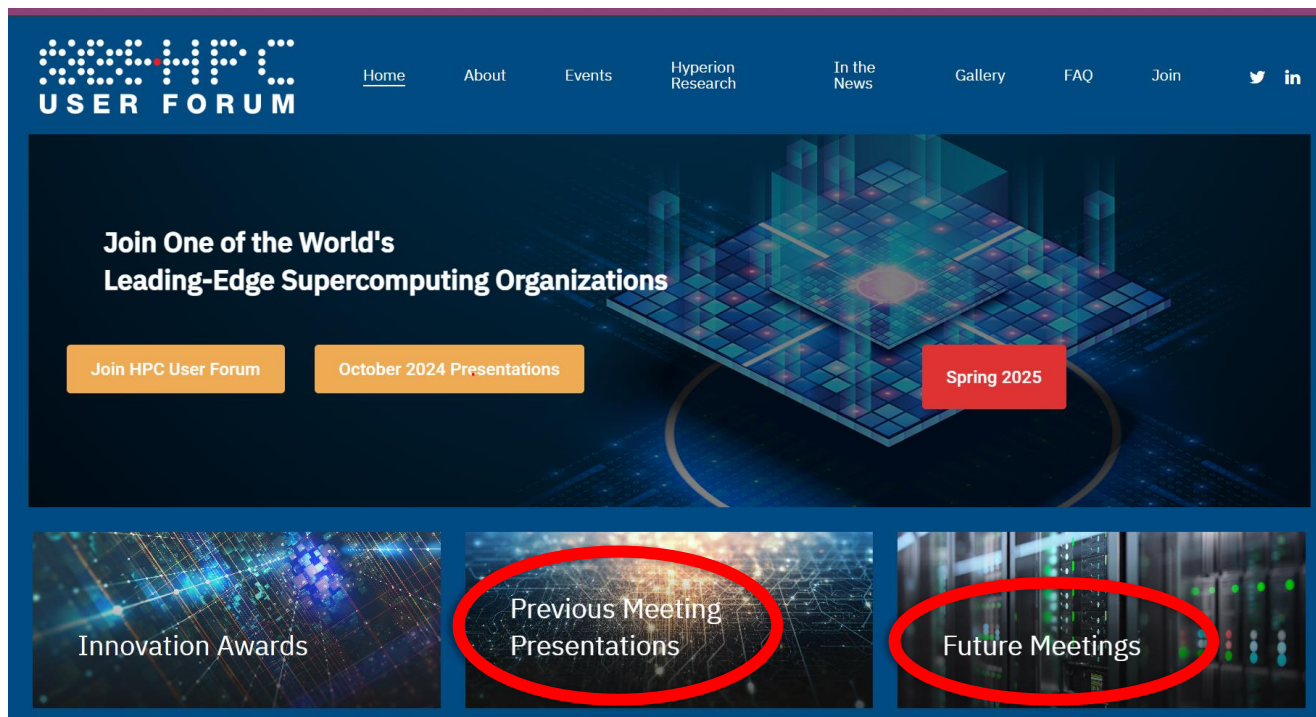 HPC
USER FORUM
Home
About
Events
Hyperion
Research
In the
News
Gallery
FAQ
Join
in
Join One of the World's
Leading-Edge Supercomputing Organizations
Join HPC User Forum
October 2024 Presentations
Spring 2025
Innovation Awards
Previous Meeting
Presentations
Future Meetings